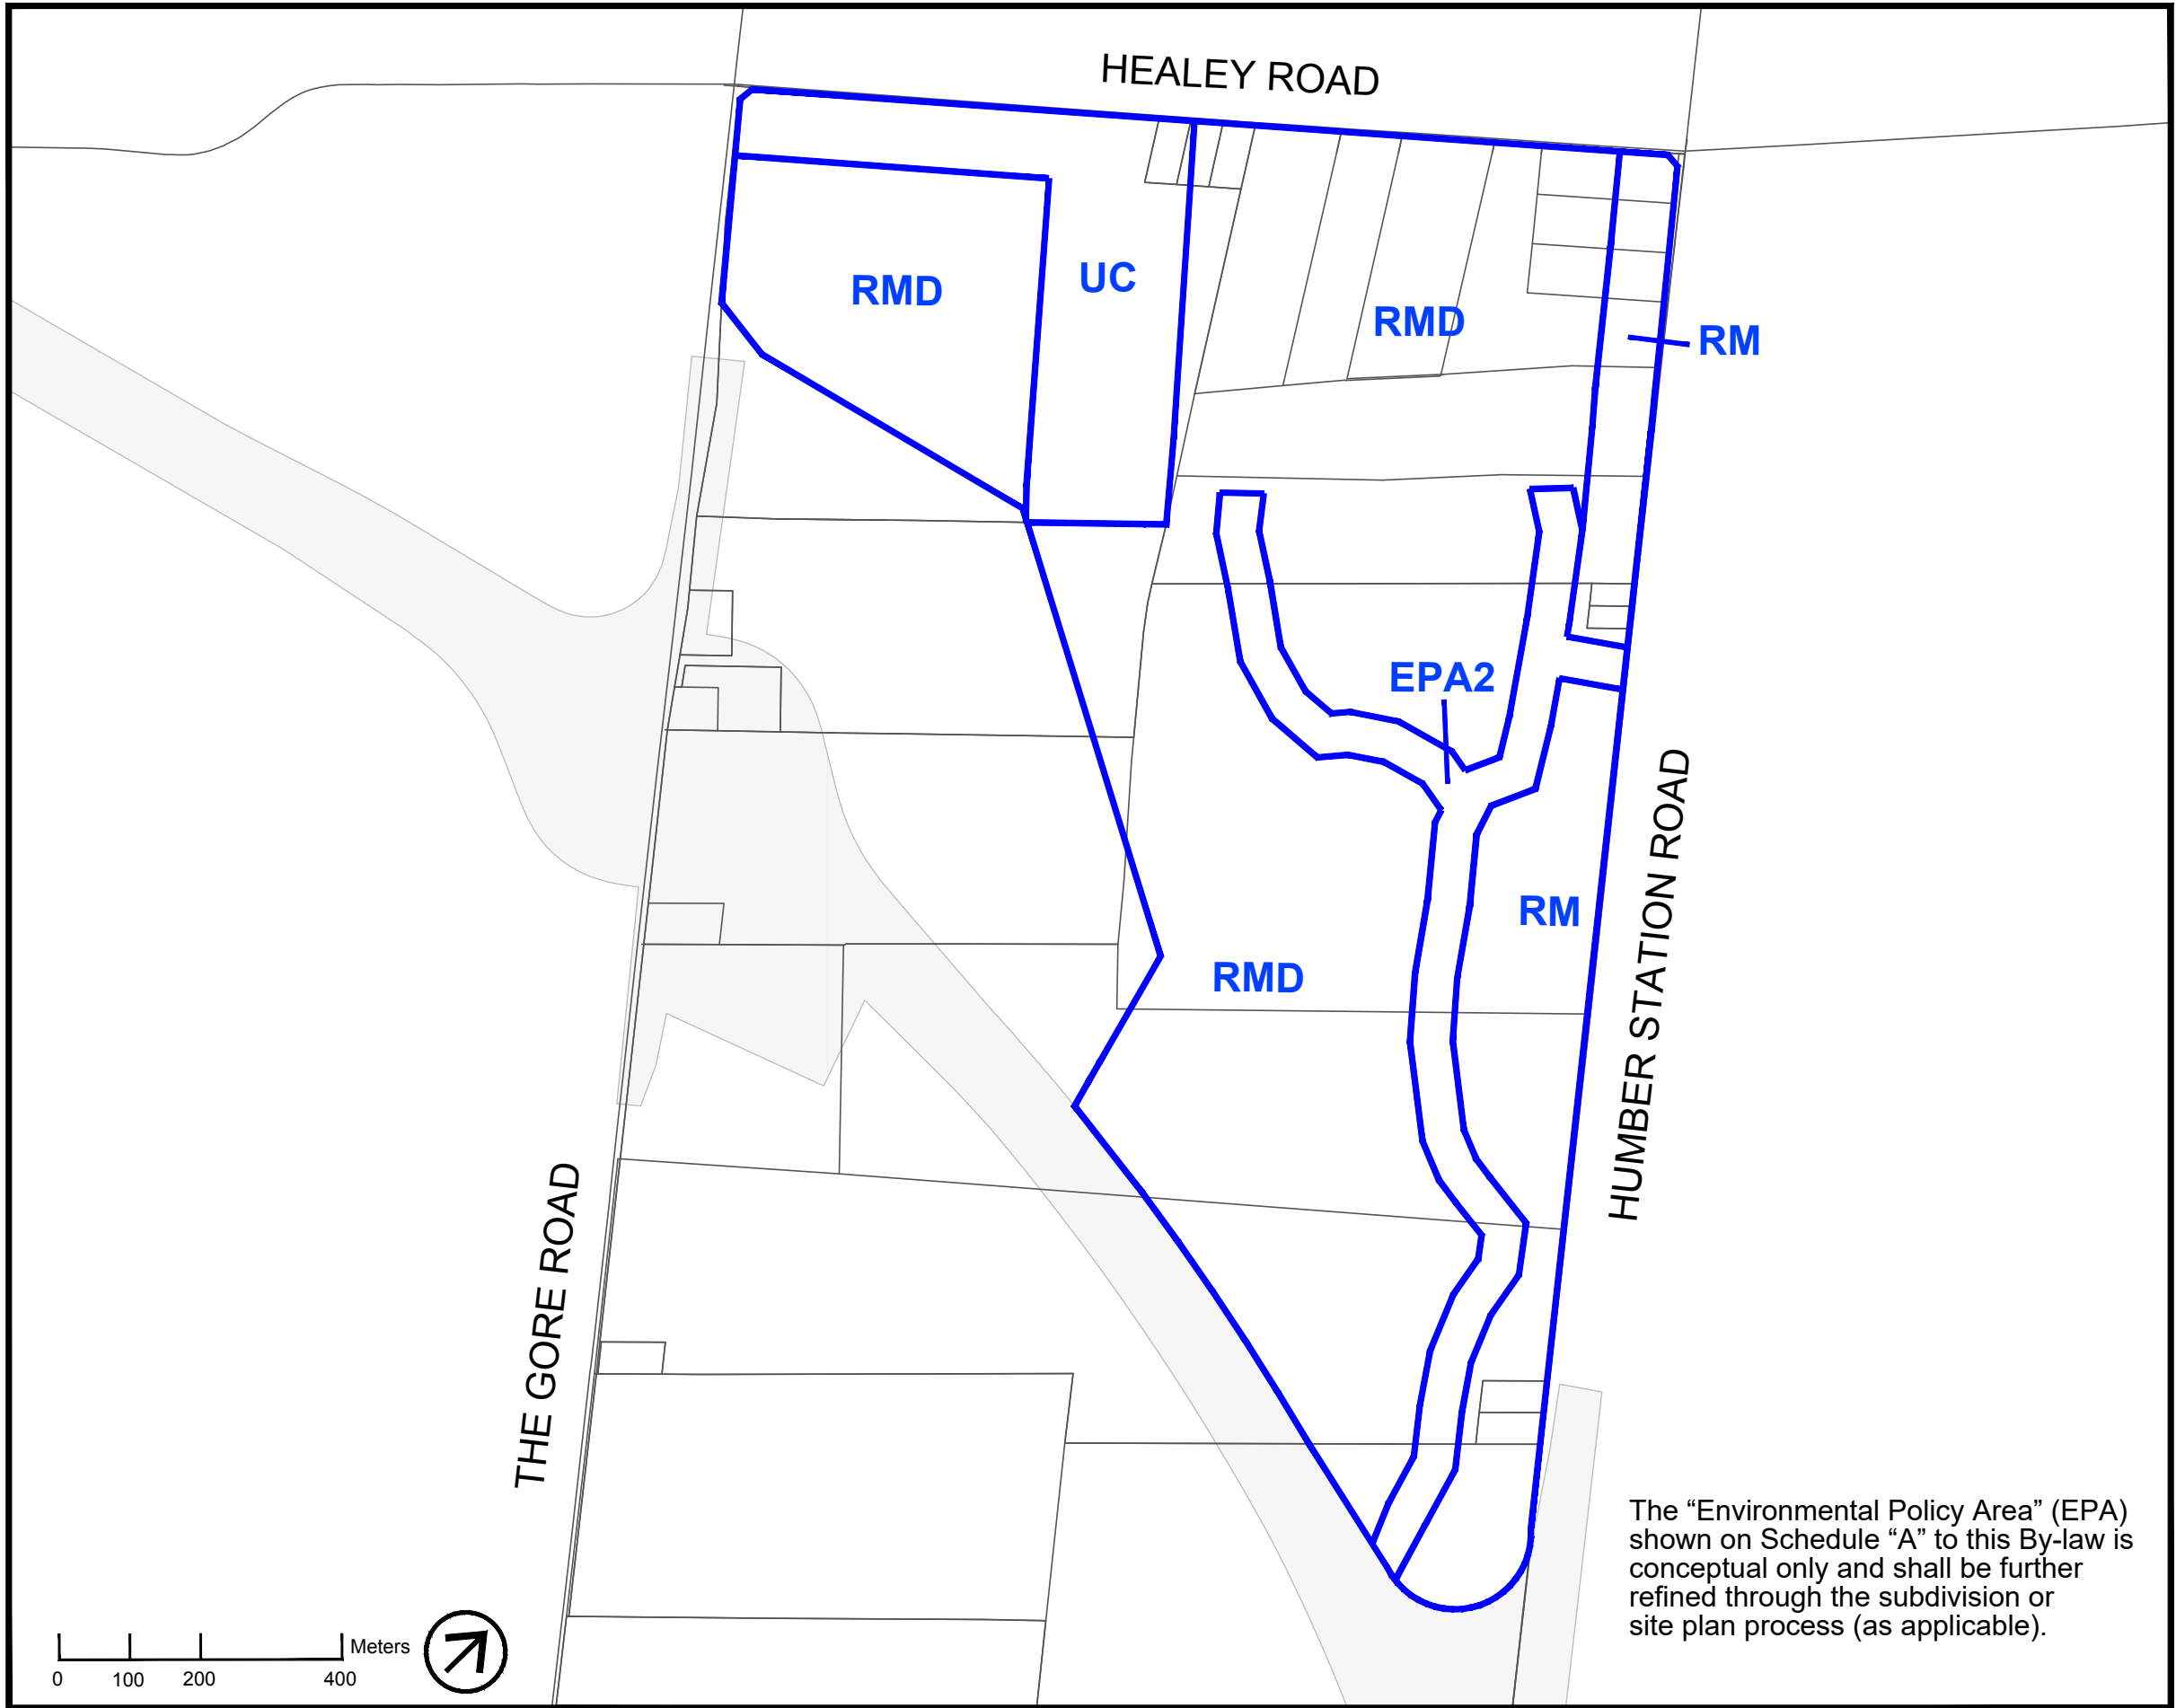 HEALEY ROAD
RMD
UC
RMD
RM
EPA2
RM
RMD
HUMBER STATION ROAD
THE GORE ROAD
The “Environmental Policy Area” (EPA)
shown on Schedule “A” to this By-law is
conceptual only and shall be further
refined through the subdivision or
site plan process (as applicable).
Meters
0 100 200 400